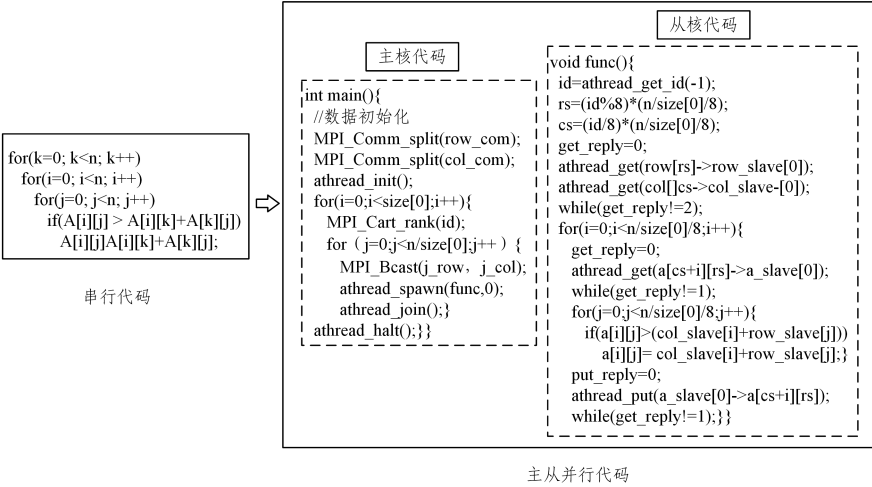 for(k=0; k<n; k++)
for(i=0; i<n; i++)
for(j=0; j<n; j++)
if(A[i][j] > A[i][k]+A[k][j])
A[i][j]A[i][k]+A[k][j];
串行代码
主核代码
int main(){
//数据初始化
MPI_Comm_split(row_com);
MPI_Comm_split(col_com);
athread_init();
for(i=0;i<size[0];i++){
MPI_Cart_rank(id);
for（j=0;j<n/size[0];j++）{
MPI_Bcast(j_row，j_col);
athread_spawn(func,0);
athread_join();}
athread_halt();}}
从核代码
void func(){
id=athread_get_id(-1);
rs=(id%8)*(n/size[0]/8);
cs=(id/8)*(n/size[0]/8);
get_reply=0;
athread_get(row[rs]->row_slave[0]);
athread_get(col[]cs->col_slave-[0]);
while(get_reply!=2);
for(i=0;i<n/size[0]/8;i++){
get_reply=0;
athread_get(a[cs+i][rs]->a_slave[0]);
while(get_reply!=1);
for(j=0;j<n/size[0]/8;j++){
if(a[i][j]>(col_slave[i]+row_slave[j]))
a[i][j]= col_slave[i]+row_slave[j];}
put_reply=0;
athread_put(a_slave[0]->a[cs+i][rs]);
while(get_reply!=1);}}
主从并行代码